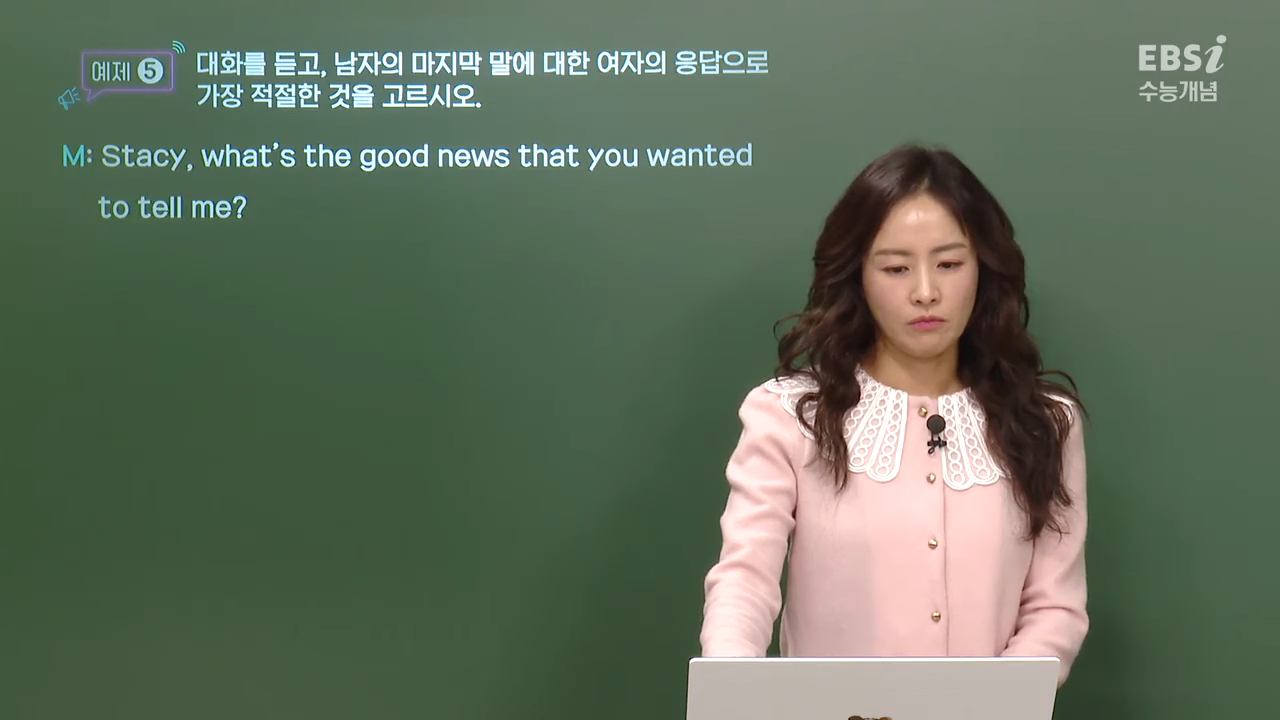 예제 5
대화를 듣고, 남자의 마지막 말에 대한 여자의 응답으로
가장 적절한 것을 고르시오.
EBSi
수능개념
M: Stacy, what's the good news that you wanted
to tell me?